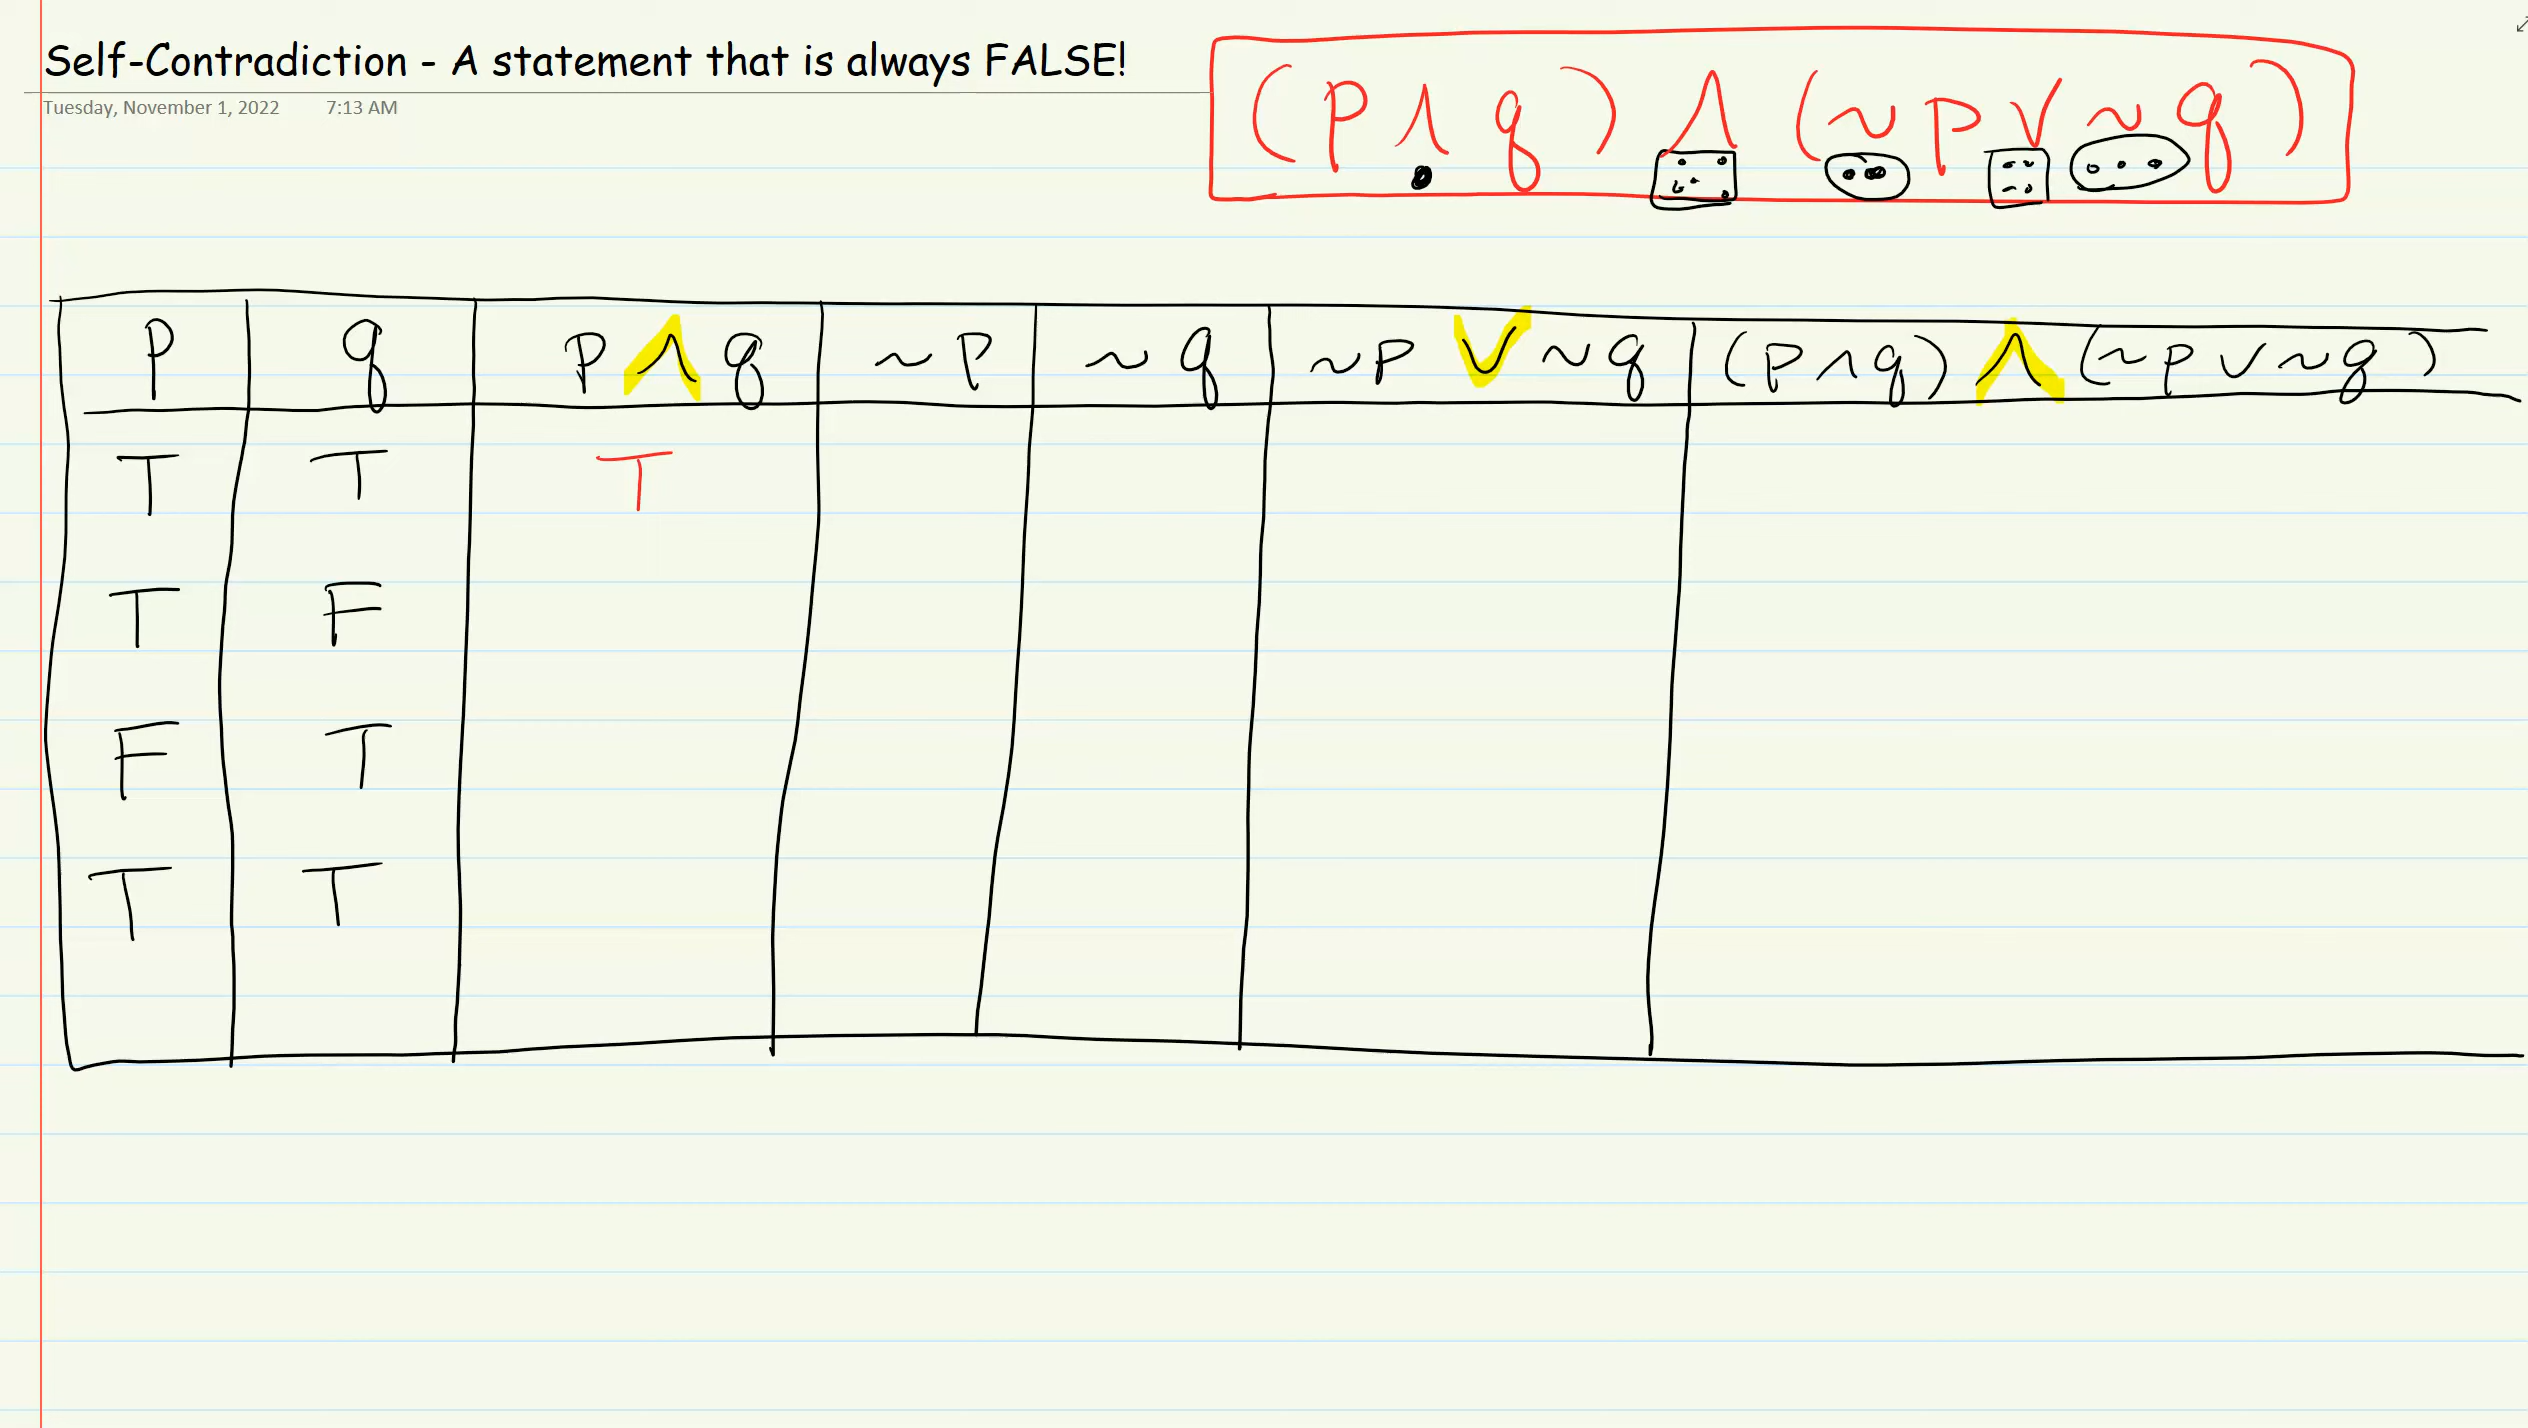 Self-Contradiction - A statement that is always FALSE!
Tuesday, November 1, 2022 7:13 AM
(p ∧ q) ∧ (~p ∨ ~q)
p q p ∧ q ~p ~q ~p ∨ ~q (p ∧ q) ∧ (~p ∨ ~q)
T T T
T F
F T
T T